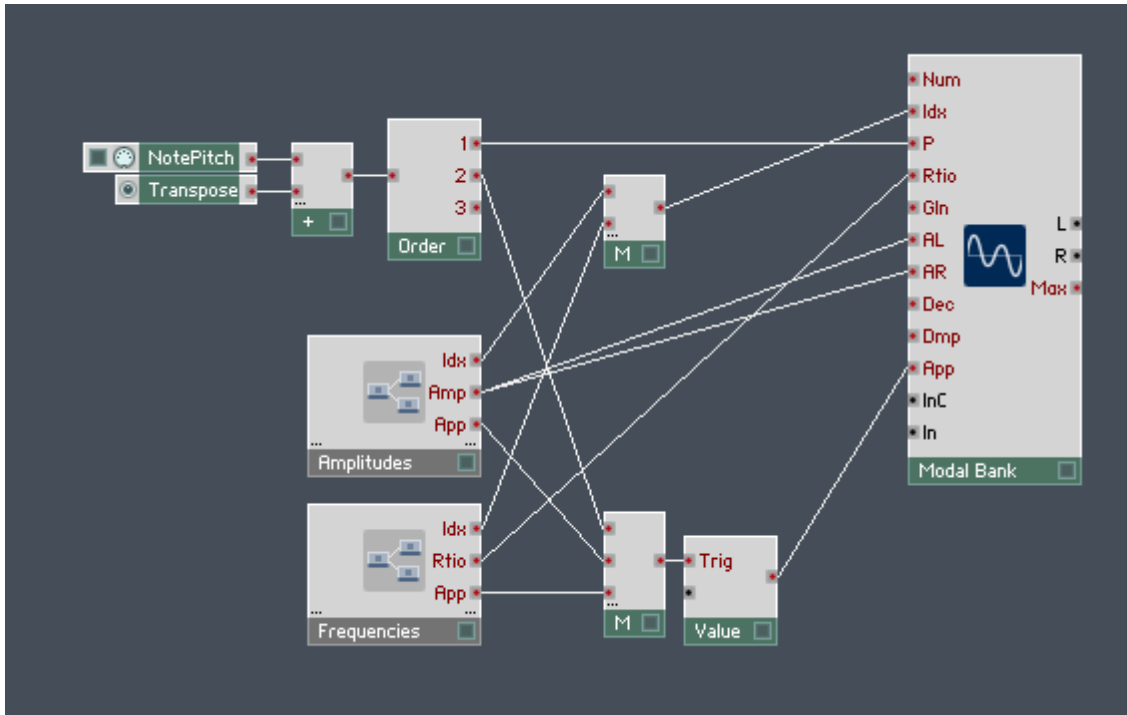 NotePitch
Transpose
...
+
1
2
3
Order
...
M
Idx
Amp
App
... ...
Amplitudes
Idx
Rtio
App
... ...
Frequencies
...
M
Trig
Value
Num
Idx
P
Rtio
Gln
AL
AR
Dec
Dmp
App
InC
In
L
R
Max
Modal Bank